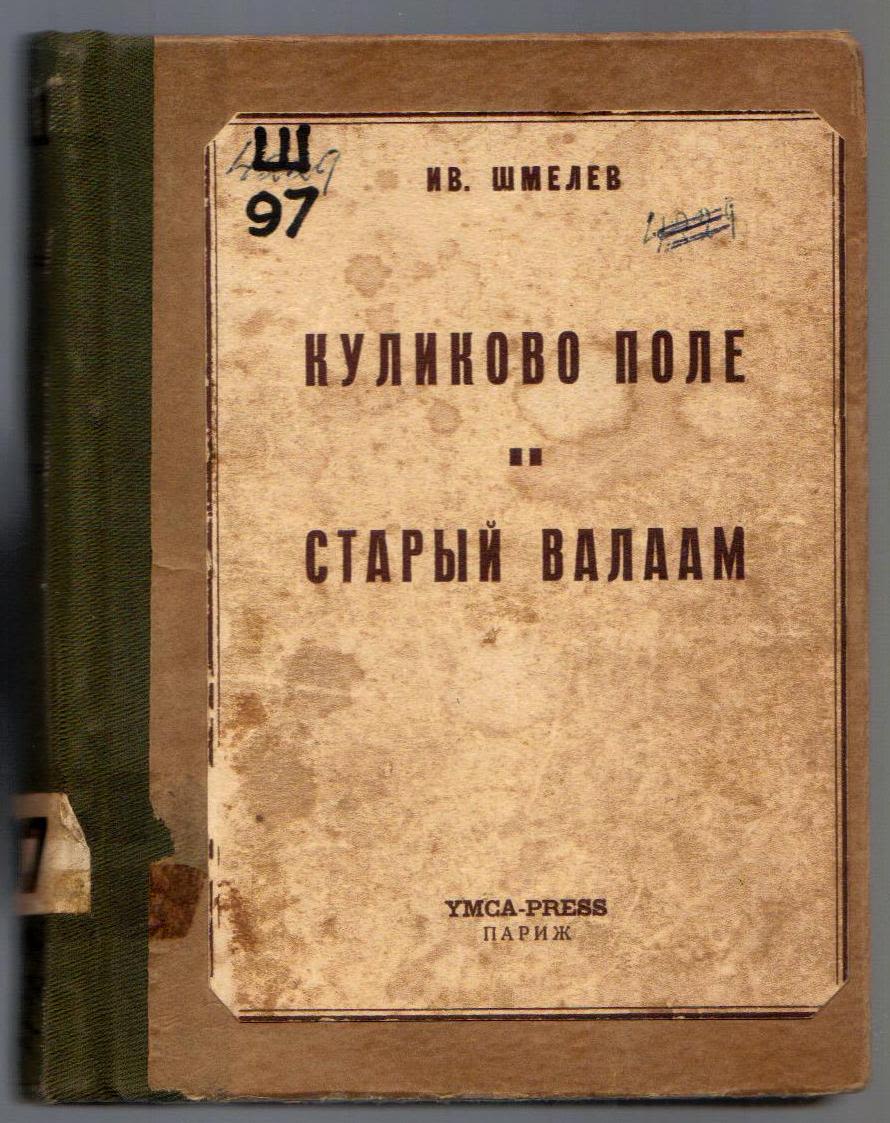 Ш
97
ИВ. ШМЕЛЕВ
КУЛИКОВО ПОЛЕ
СТАРЫЙ ВАЛААМ
YMCA-PRESS
ПАРИЖ